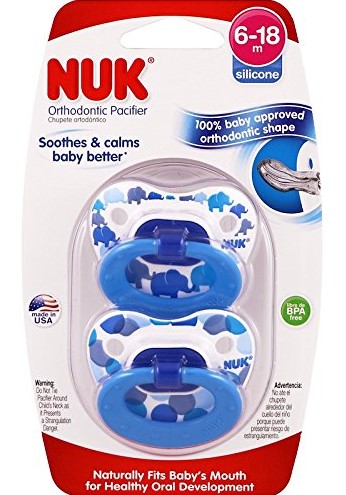 NUK®
Orthodontic Pacifier
Chupete ortodóntico
6-18
m
silicone
Soothes & calms
baby better*
100% baby approved
orthodontic shape
NUK
made in
USA
libre de
BPA
free
NUK
Warning:
Do Not Tie
Pacifier Around
Child's Neck as
it Presents
a Strangulation
Danger.
Advertencia:
No ate el
chupete
alrededor del
cuello del niño
porque puede
presentar riesgo de
estrangulamiento.
Naturally Fits Baby's Mouth
for Healthy Oral Development